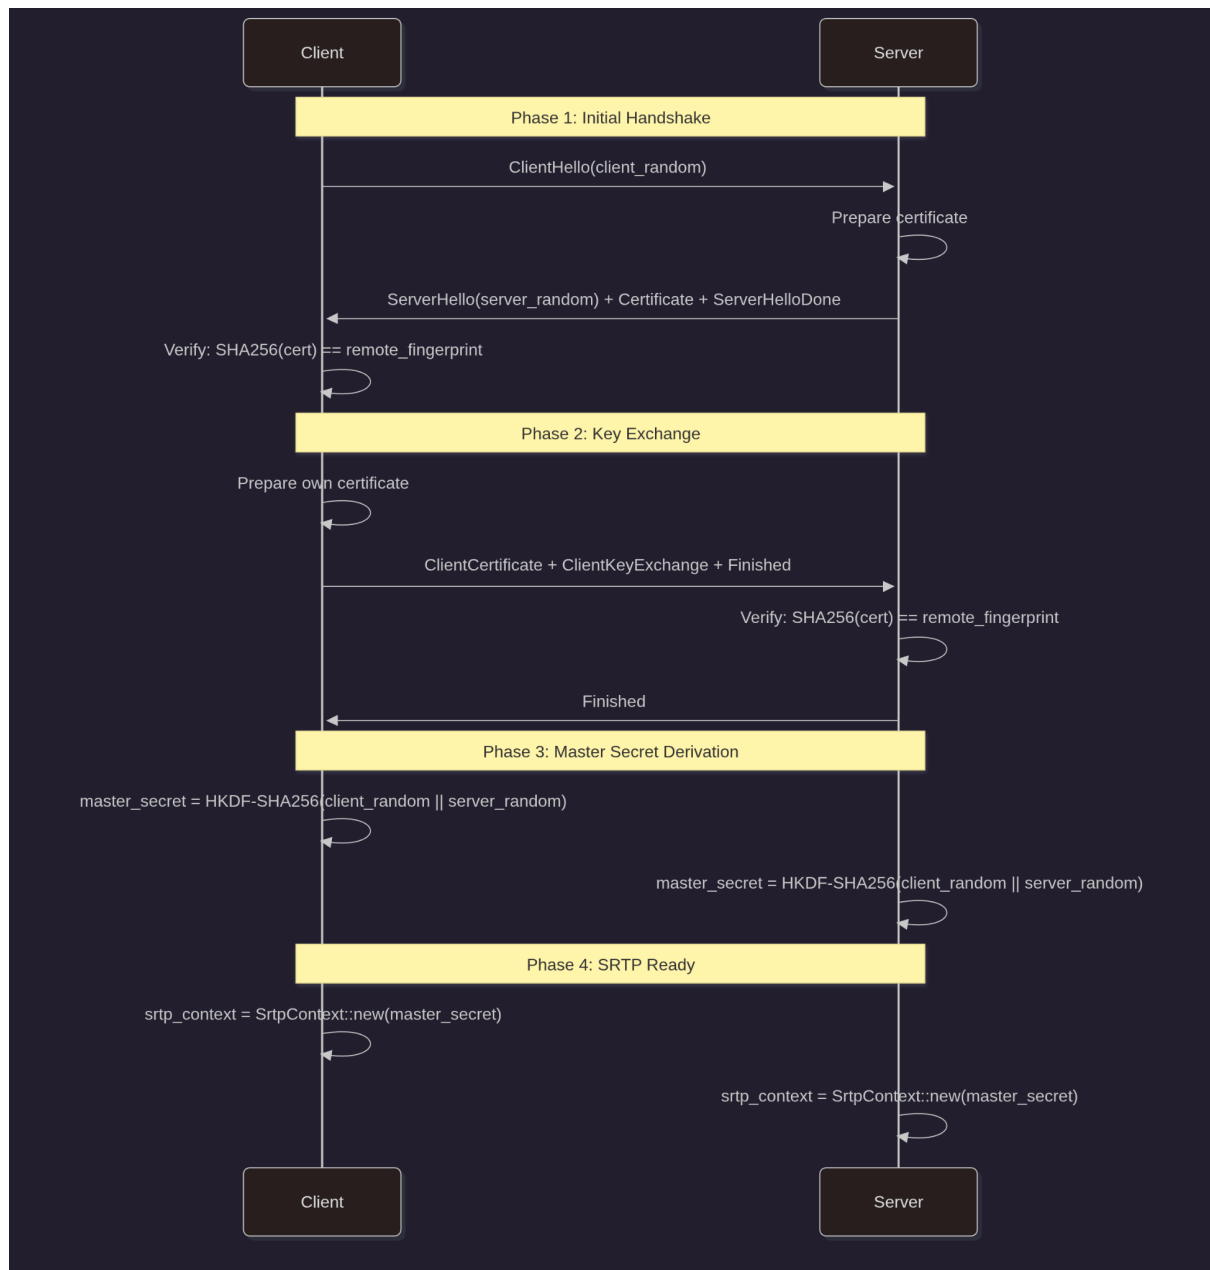 Client
Server
Phase 1: Initial Handshake
ClientHello(client_random)
Prepare certificate
ServerHello(server_random) + Certificate + ServerHelloDone
Verify: SHA256(cert) == remote_fingerprint
Phase 2: Key Exchange
Prepare own certificate
ClientCertificate + ClientKeyExchange + Finished
Verify: SHA256(cert) == remote_fingerprint
Finished
Phase 3: Master Secret Derivation
master_secret = HKDF-SHA256(client_random || server_random)
master_secret = HKDF-SHA256(client_random || server_random)
Phase 4: SRTP Ready
srtp_context = SrtpContext::new(master_secret)
srtp_context = SrtpContext::new(master_secret)
Client
Server